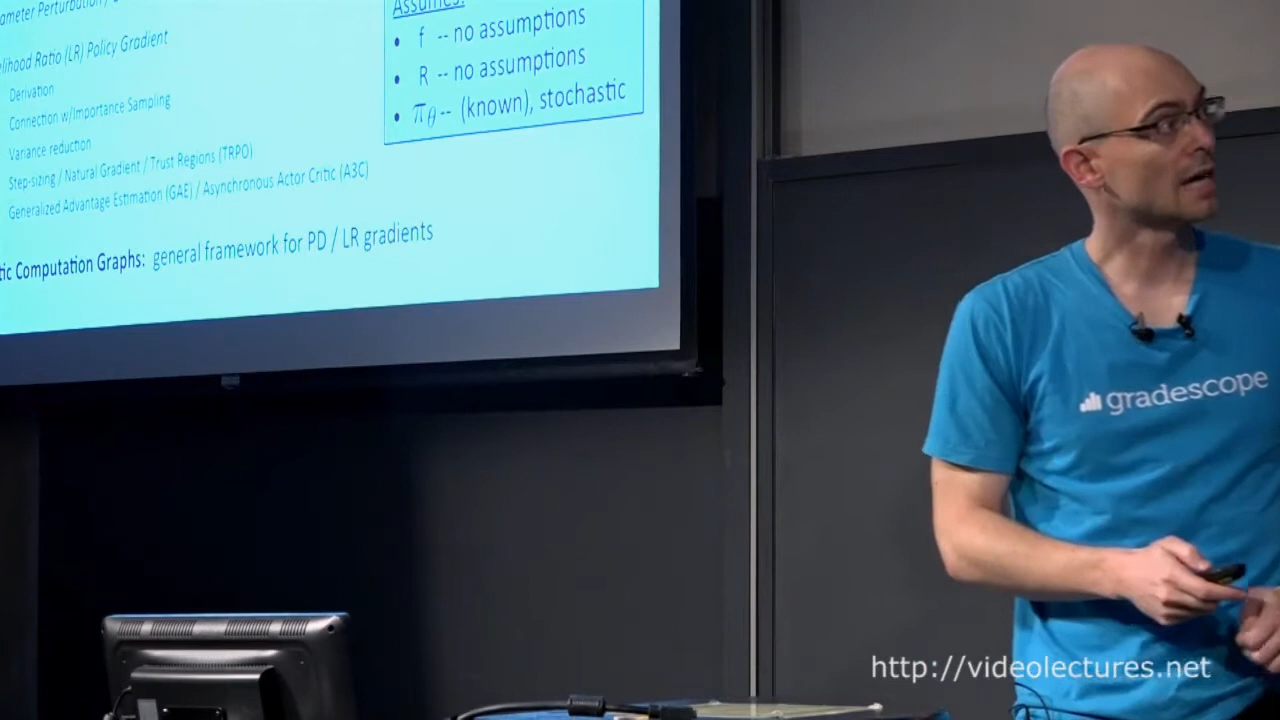 ameter Perturbation /
Assumes:
• f -- no assumptions
• R -- no assumptions
• πθ -- (known), stochastic
elihood Ratio (LR) Policy Gradient
Derivation
Connection w/Importance Sampling
Variance reduction
Step-sizing / Natural Gradient / Trust Regions (TRPO)
Generalized Advantage Estimation (GAE) / Asynchronous Actor Critic (A3C)
tic Computation Graphs: general framework for PD / LR gradients
gradescope
http://videolectures.net